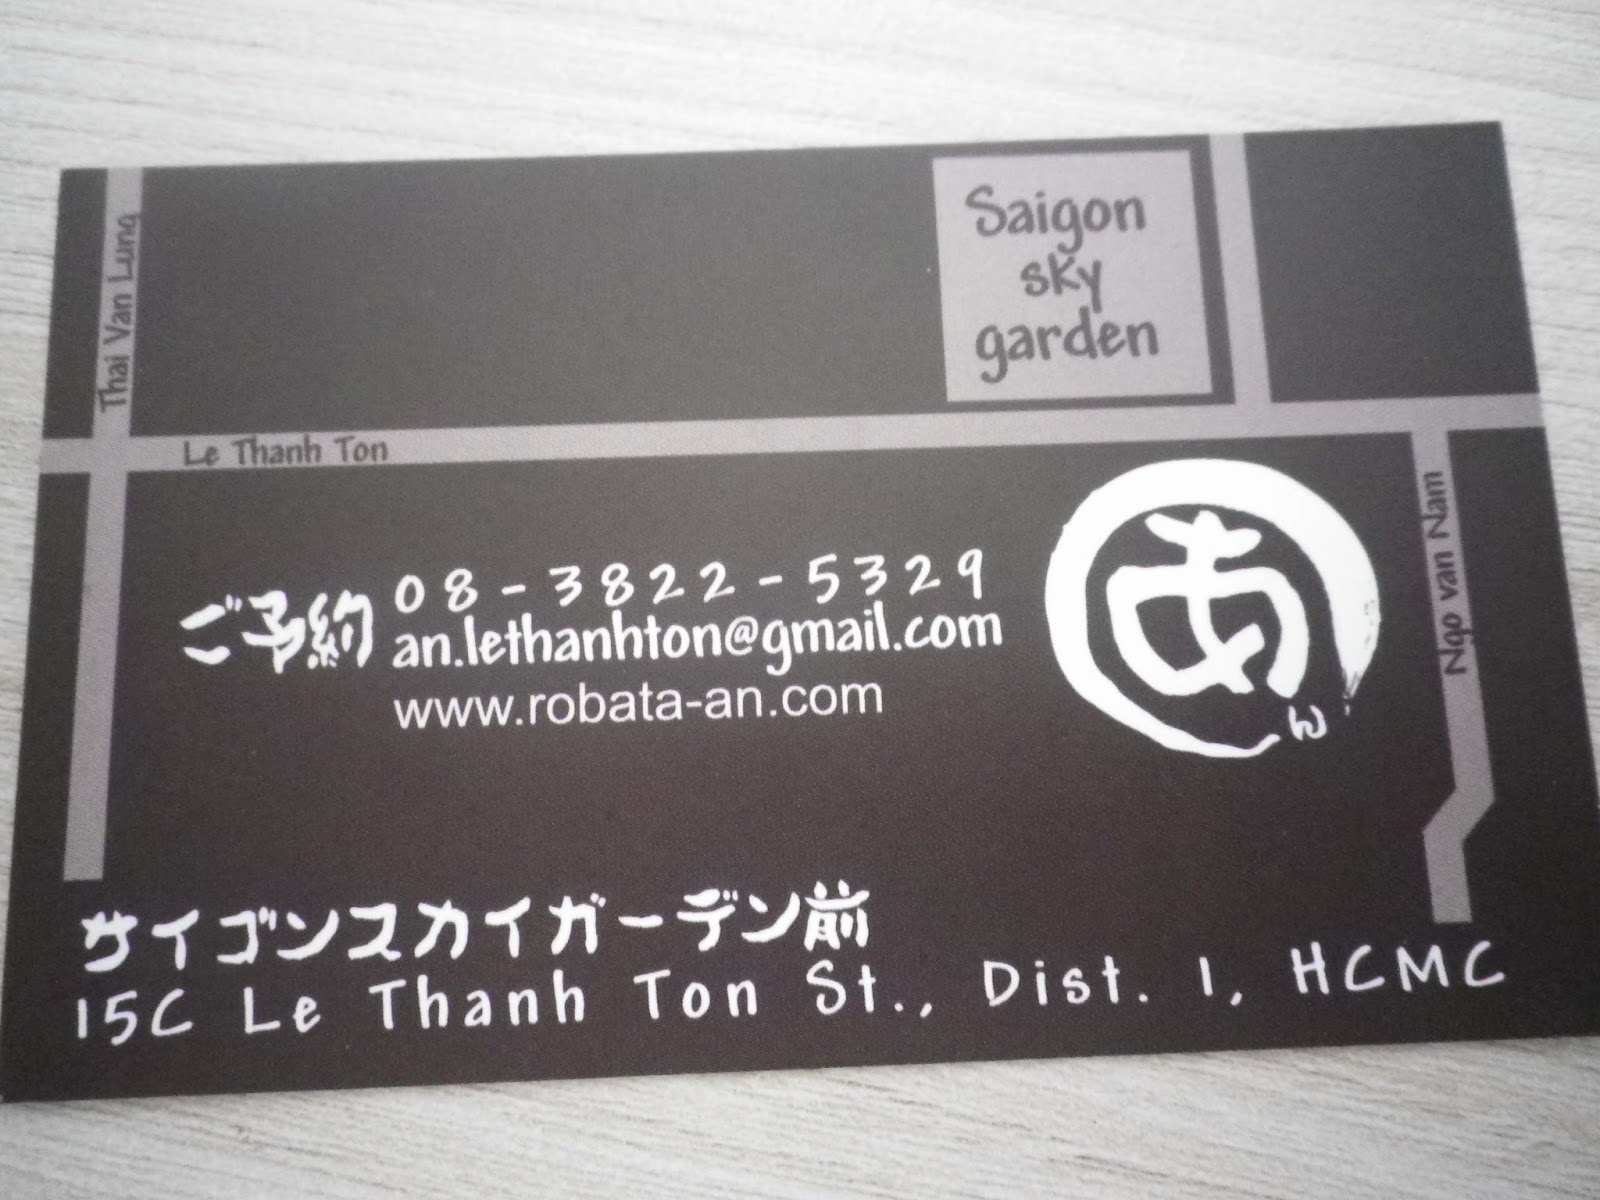 Saigon
sky
garden
Thai Van Lung
Le Thanh Ton
Ngo van Nam
ご予約
08-3822-5329
an.lethanhton@gmail.com
www.robata-an.com
あ
ん
サイゴンスカイガーデン前
15C Le Thanh Ton St., Dist. 1, HCMC